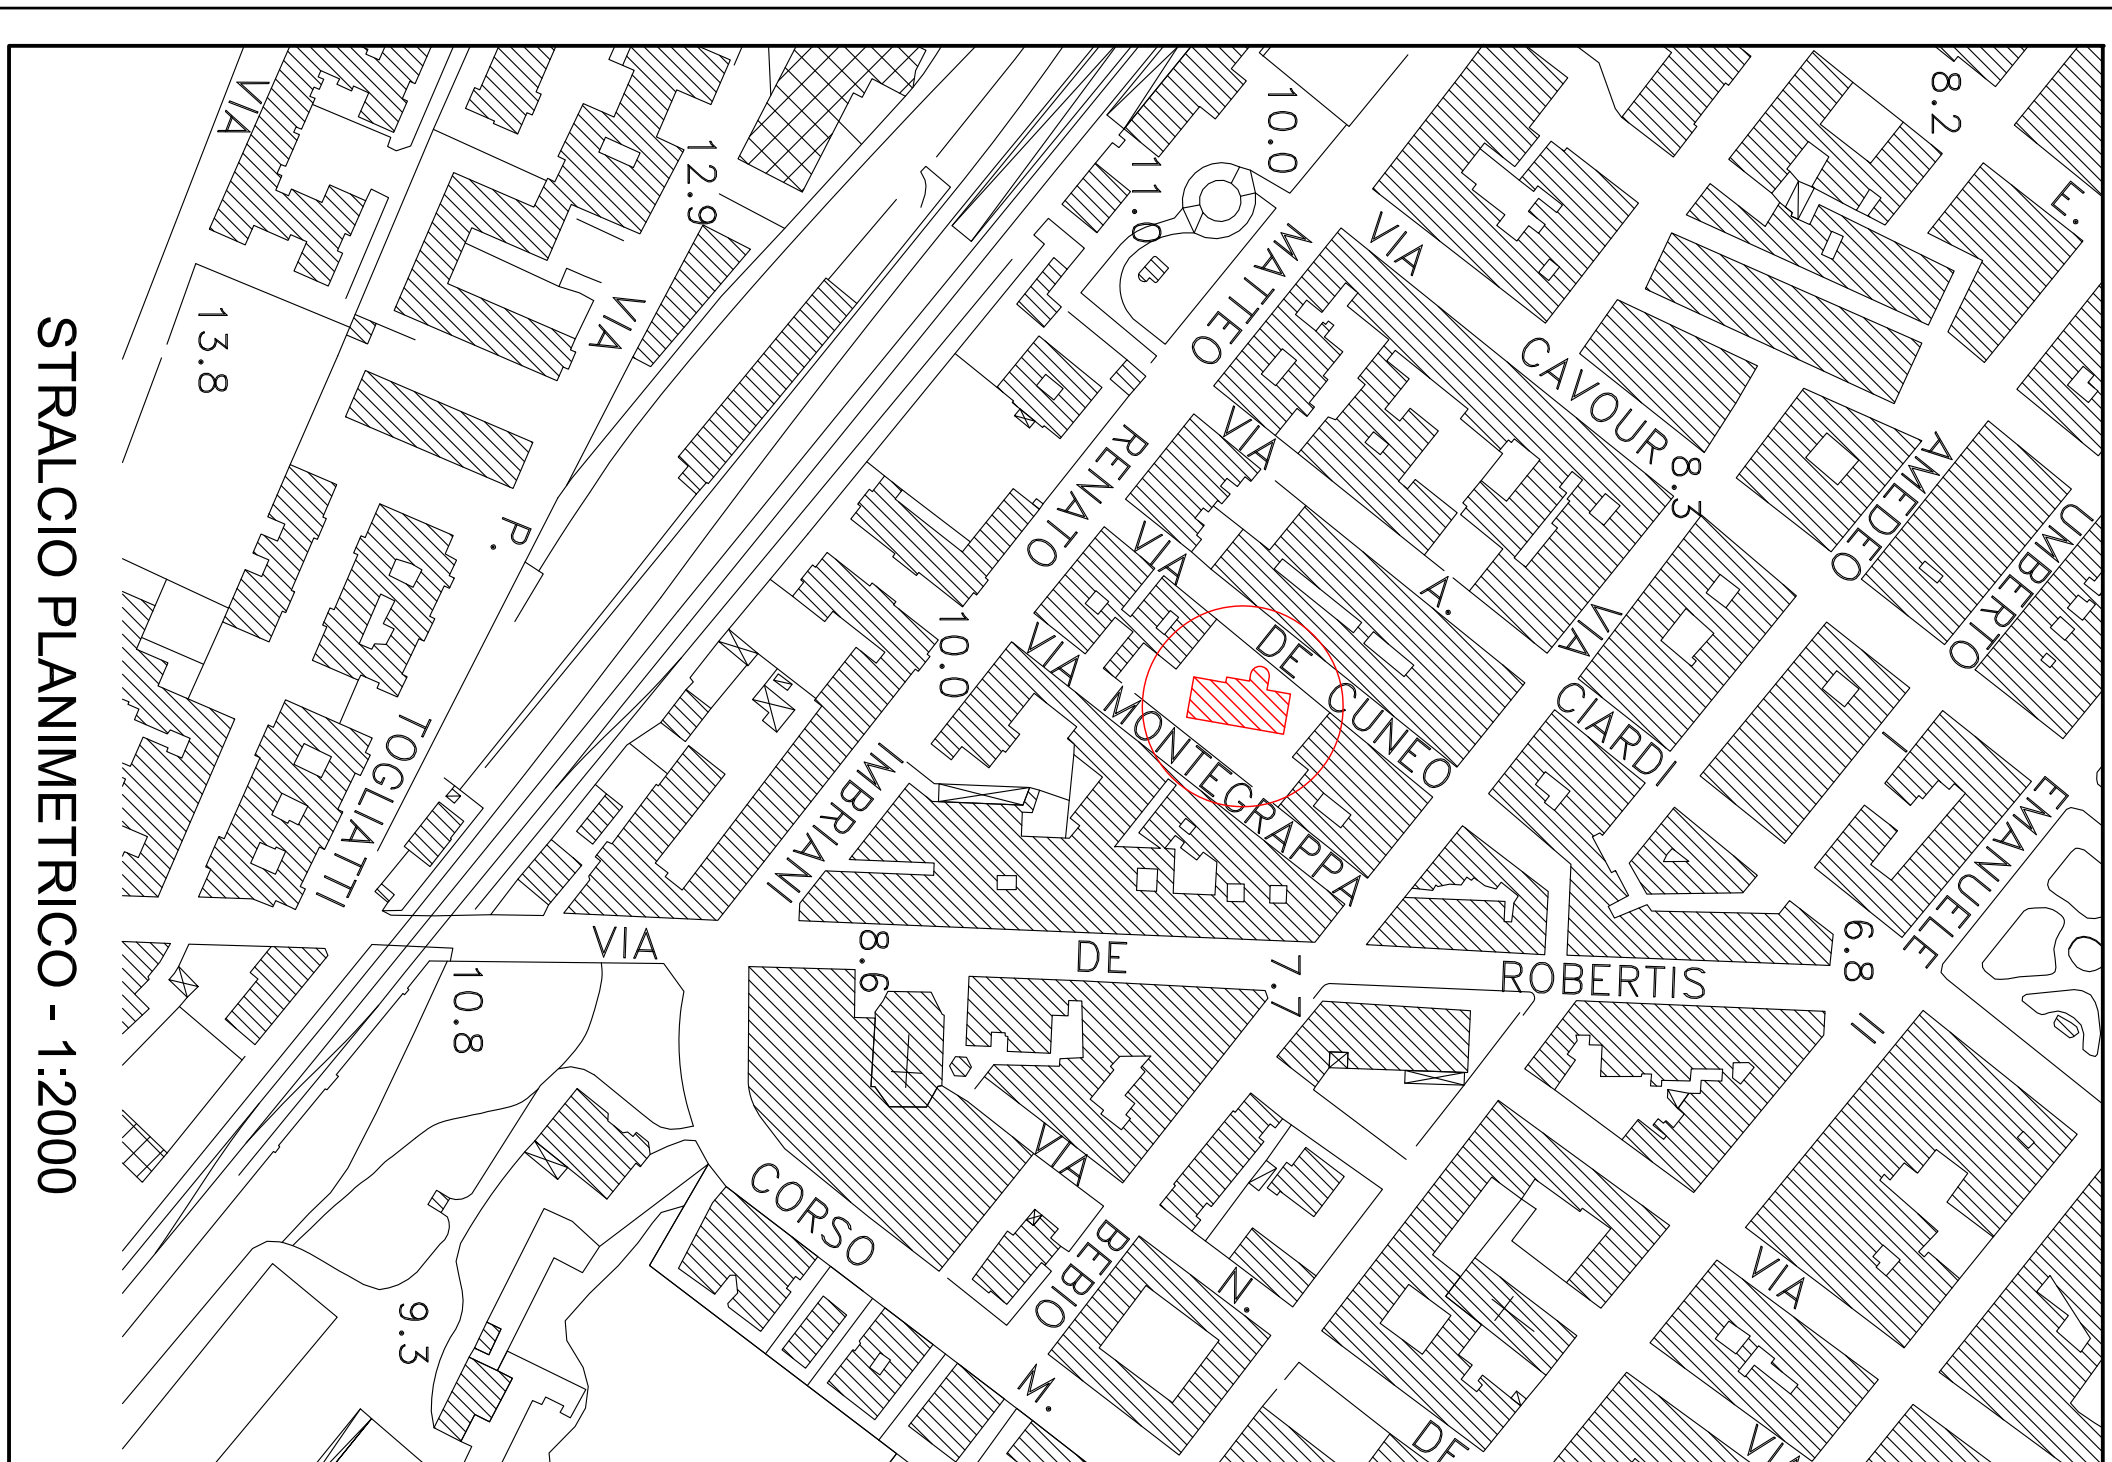 STRALCIO PLANIMETRICO - 1:2000
VIA
13.8
12.9
VIA
P.
TOGLIATTI
10.0
11.0
8.2
E.
UMBERTO
I
VIA
CAVOUR
8.3
MATTEO
RENATO
IMBRIANI
10.0
VIA
A.
VIA
DE CUNEO
VIA
MONTEGRAPPA
AMEDEO
VIA
CIARDI
EMANUELE
II
6.8
VIA
DE
ROBERTIS
8.6
7.7
10.8
9.3
CORSO
M.
VIA
BEBIO
N.
DE
VIA